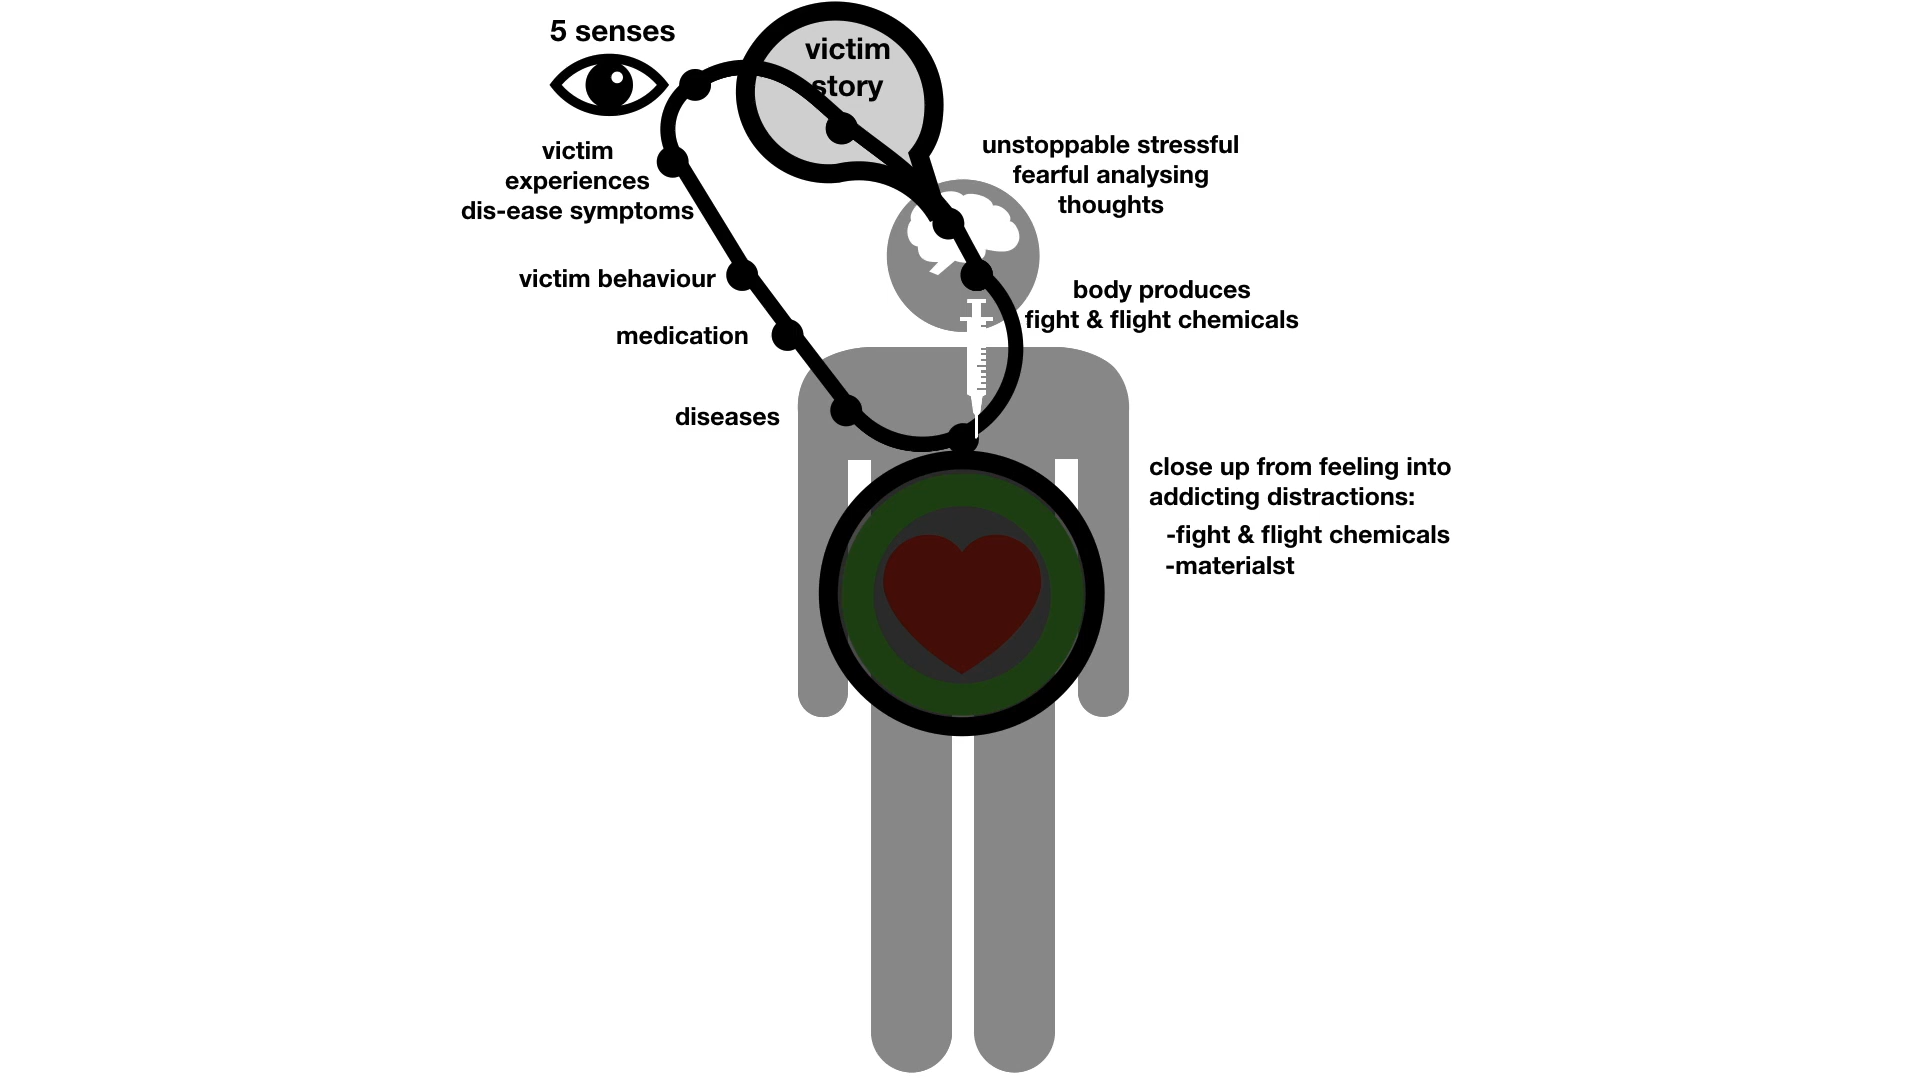 5 senses
victim
story
unstoppable stressful
fearful analysing
thoughts
victim
experiences
dis-ease symptoms
victim behaviour
body produces
fight & flight chemicals
medication
diseases
close up from feeling into
addicting distractions:
-fight & flight chemicals
-materialst